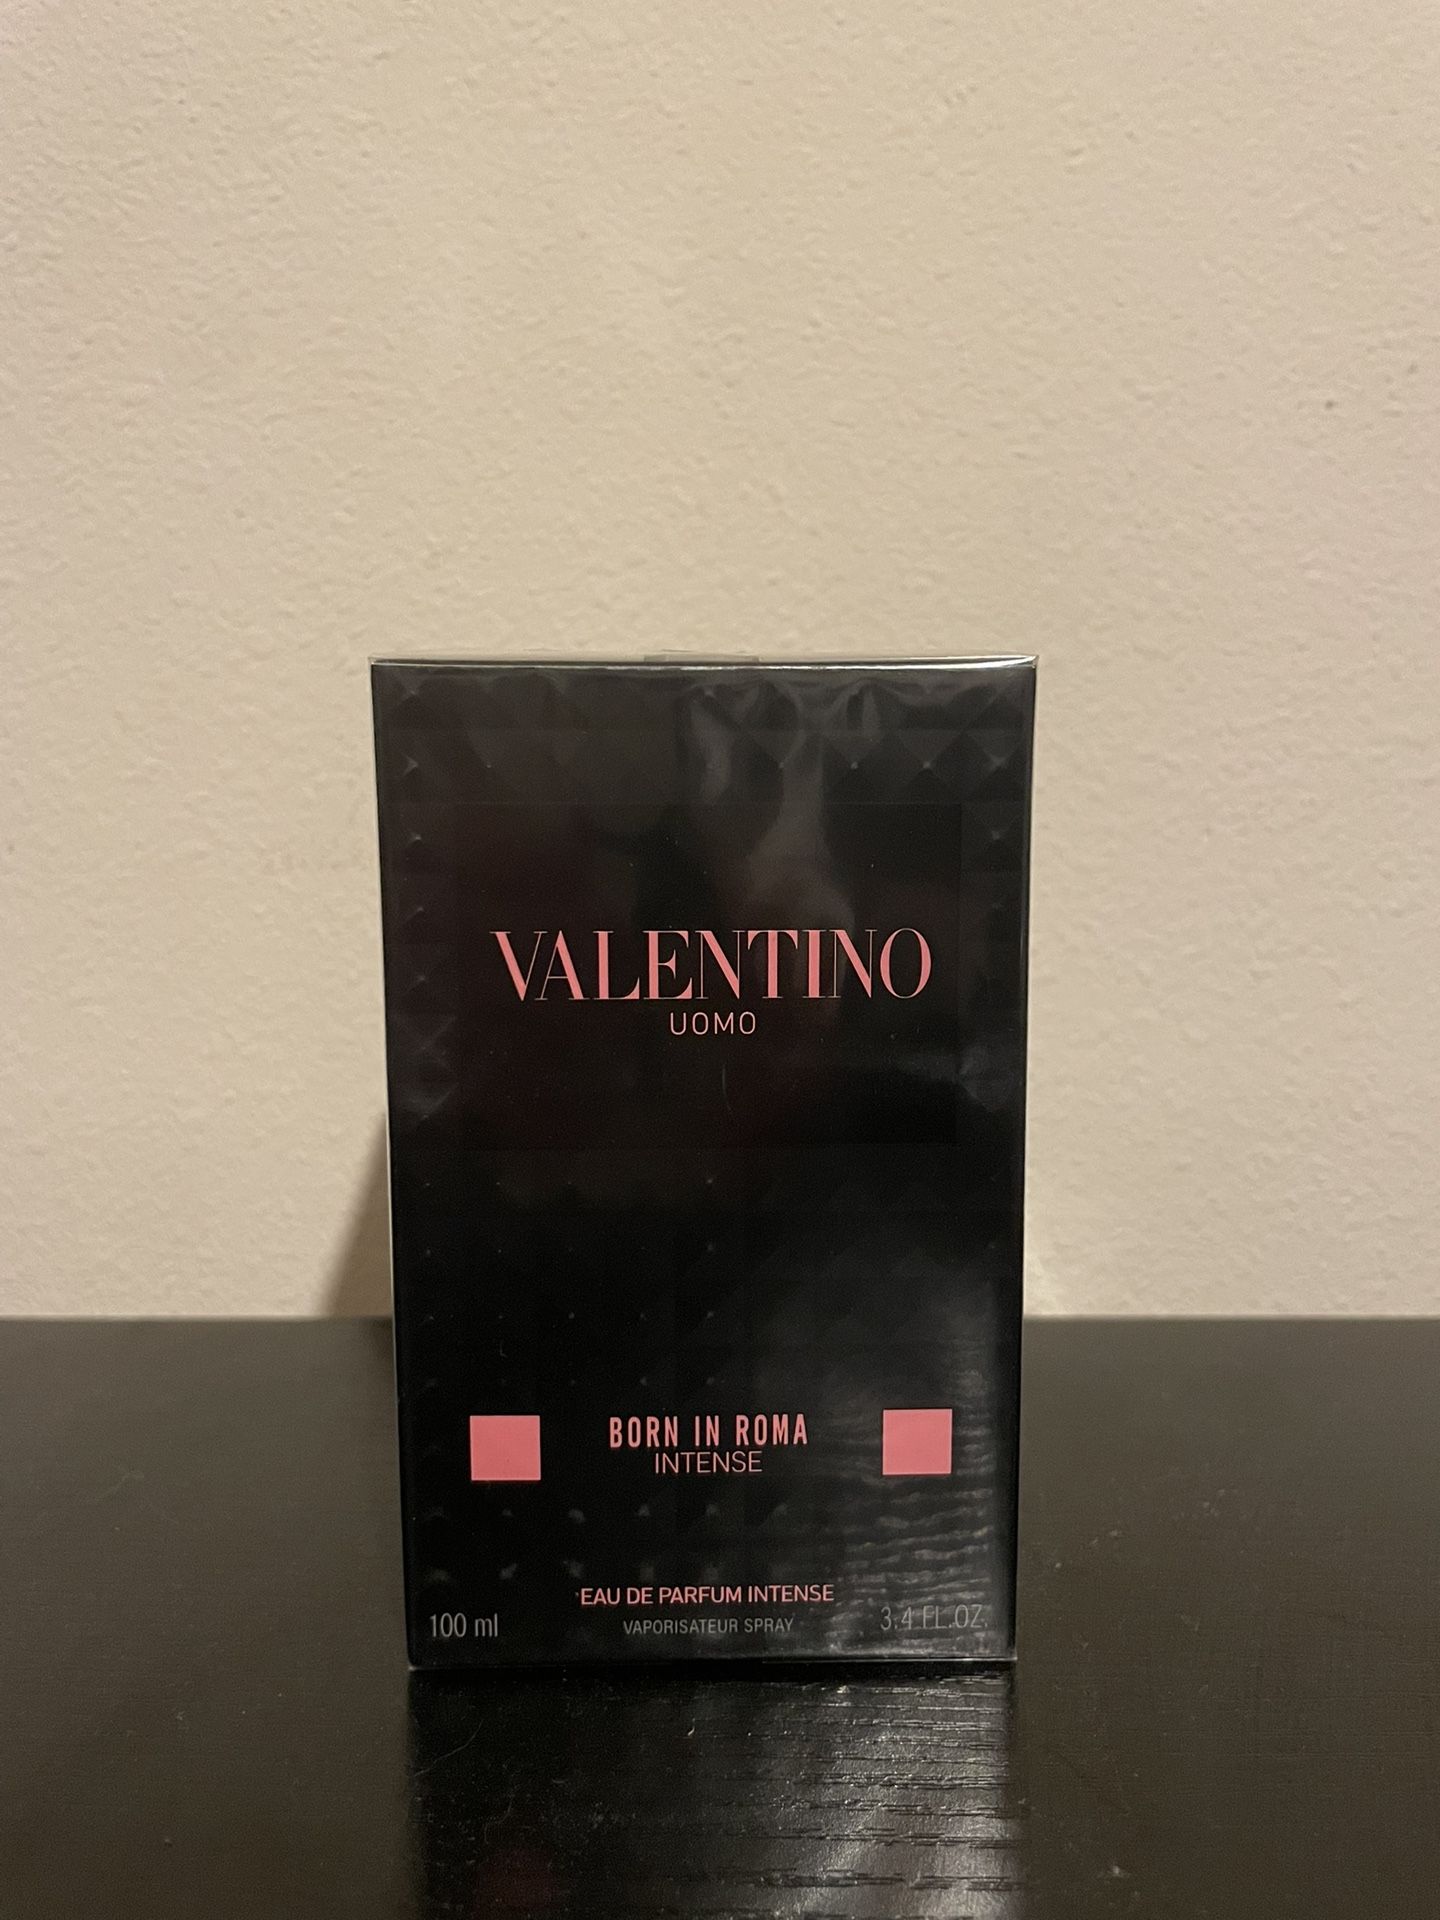 VALENTINO
UOMO
BORN IN ROMA
INTENSE
EAU DE PARFUM INTENSE
100 ml VAPORISATEUR SPRAY 3.4 FL.OZ.